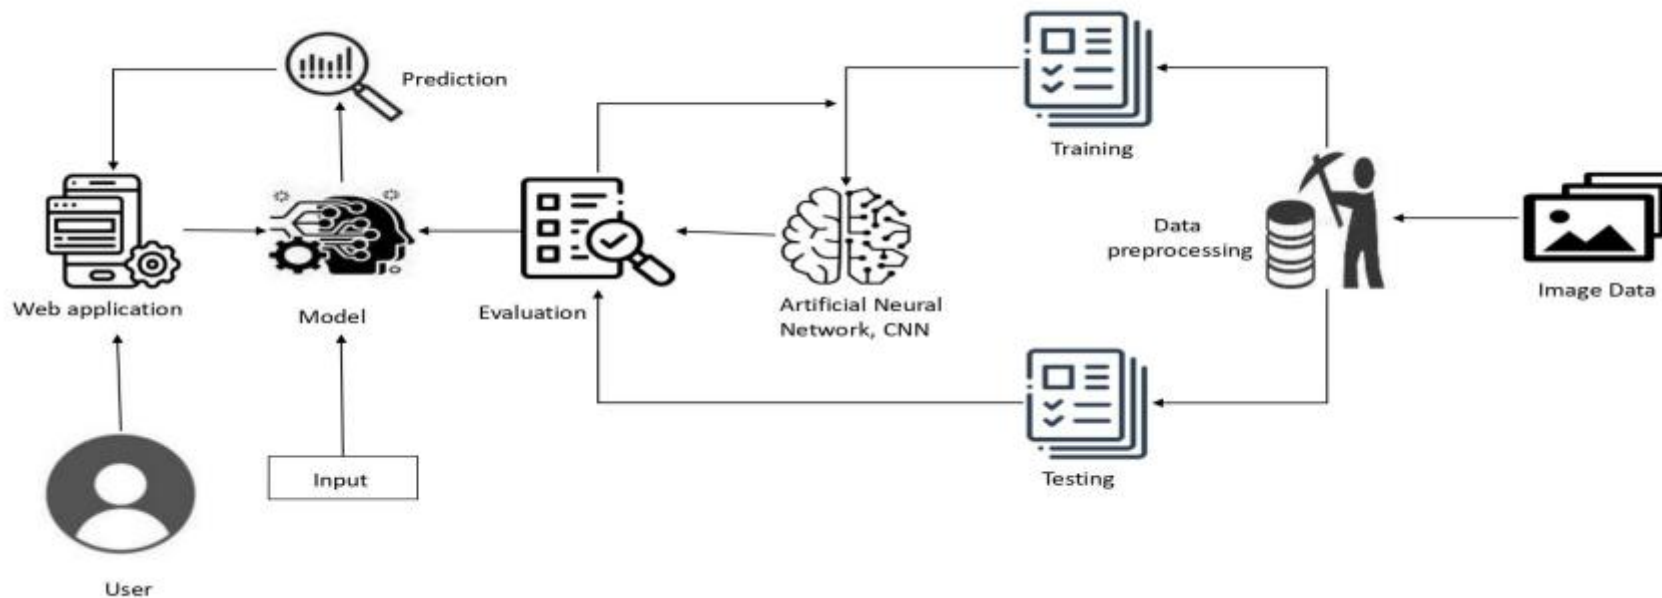 Prediction
Training
Data
preprocessing
Image Data
Web application
Model
Evaluation
Artificial Neural
Network, CNN
Input
Testing
User